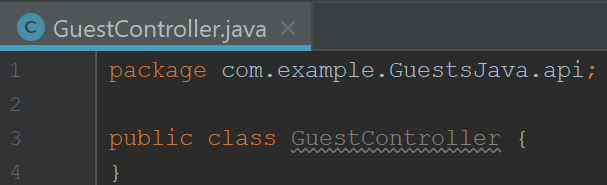 C GuestController.java ×
1 package com.example.GuestsJava.api;
2
3 public class GuestController {
4 }